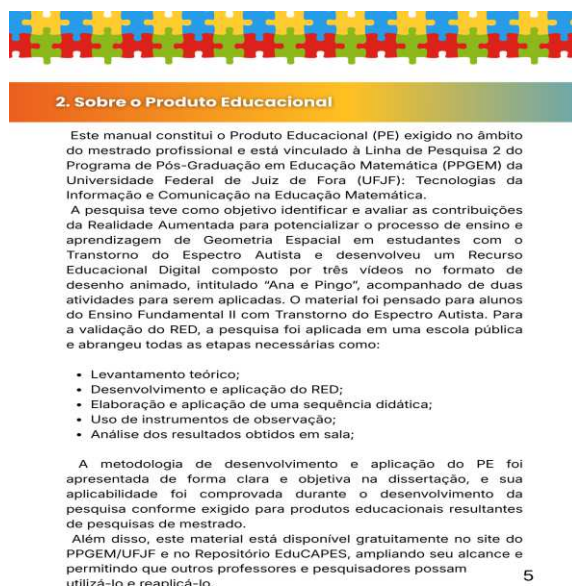 2. Sobre o Produto Educacional
Este manual constitui o Produto Educacional (PE) exigido no âmbito
do mestrado profissional e está vinculado à Linha de Pesquisa 2 do
Programa de Pós-Graduação em Educação Matemática (PPGEM) da
Universidade Federal de Juiz de Fora (UFJF): Tecnologias da
Informação e Comunicação na Educação Matemática.
A pesquisa teve como objetivo identificar e avaliar as contribuições
da Realidade Aumentada para potencializar o processo de ensino e
aprendizagem de Geometria Espacial em estudantes com o
Transtorno do Espectro Autista e desenvolveu um Recurso
Educacional Digital composto por três vídeos no formato de
desenho animado, intitulado “Ana e Pingo”, acompanhado de duas
atividades para serem aplicadas. O material foi pensado para alunos
do Ensino Fundamental II com Transtorno do Espectro Autista. Para
a validação do RED, a pesquisa foi aplicada em uma escola pública
e abrangeu todas as etapas necessárias como:
• Levantamento teórico;
• Desenvolvimento e aplicação do RED;
• Elaboração e aplicação de uma sequência didática;
• Uso de instrumentos de observação;
• Análise dos resultados obtidos em sala;
A metodologia de desenvolvimento e aplicação do PE foi
apresentada de forma clara e objetiva na dissertação, e sua
aplicabilidade foi comprovada durante o desenvolvimento da
pesquisa conforme exigido para produtos educacionais resultantes
de pesquisas de mestrado.
Além disso, este material está disponível gratuitamente no site do
PPGEM/UFJF e no Repositório EduCAPES, ampliando seu alcance e
permitindo que outros professores e pesquisadores possam
utilizá-lo e reaplicá-lo.
5